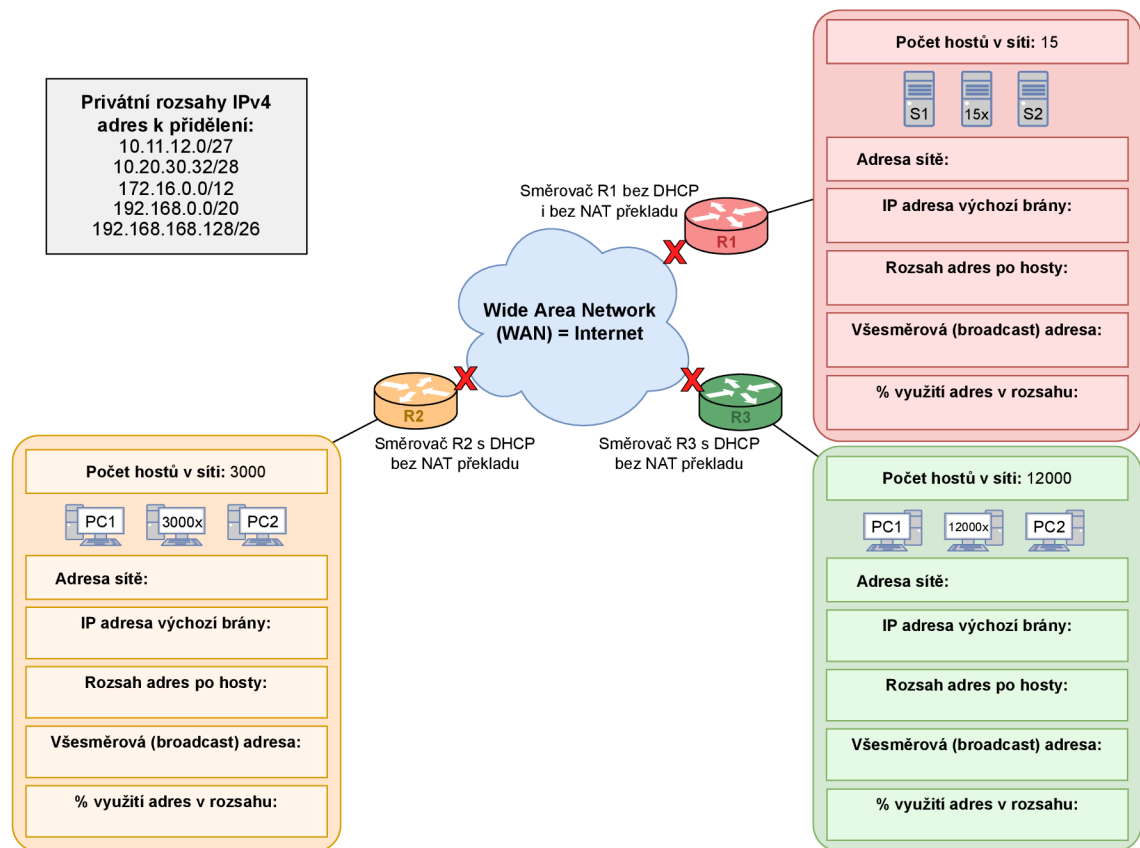 Privátní rozsahy IPv4
adres k přidělení:
10.11.12.0/27
10.20.30.32/28
172.16.0.0/12
192.168.0.0/20
192.168.168.128/26
Směrovač R1 bez DHCP
i bez NAT překladu
R1
Wide Area Network
(WAN) = Internet
R2
Směrovač R2 s DHCP
bez NAT překladu
R3
Směrovač R3 s DHCP
bez NAT překladu
Počet hostů v síti: 15
S1
15x
S2
Adresa sítě:
IP adresa výchozí brány:
Rozsah adres po hosty:
Všesměrová (broadcast) adresa:
% využití adres v rozsahu:
Počet hostů v síti: 3000
PC1
3000x
PC2
Adresa sítě:
IP adresa výchozí brány:
Rozsah adres po hosty:
Všesměrová (broadcast) adresa:
% využití adres v rozsahu:
Počet hostů v síti: 12000
PC1
12000x
PC2
Adresa sítě:
IP adresa výchozí brány:
Rozsah adres po hosty:
Všesměrová (broadcast) adresa:
% využití adres v rozsahu: